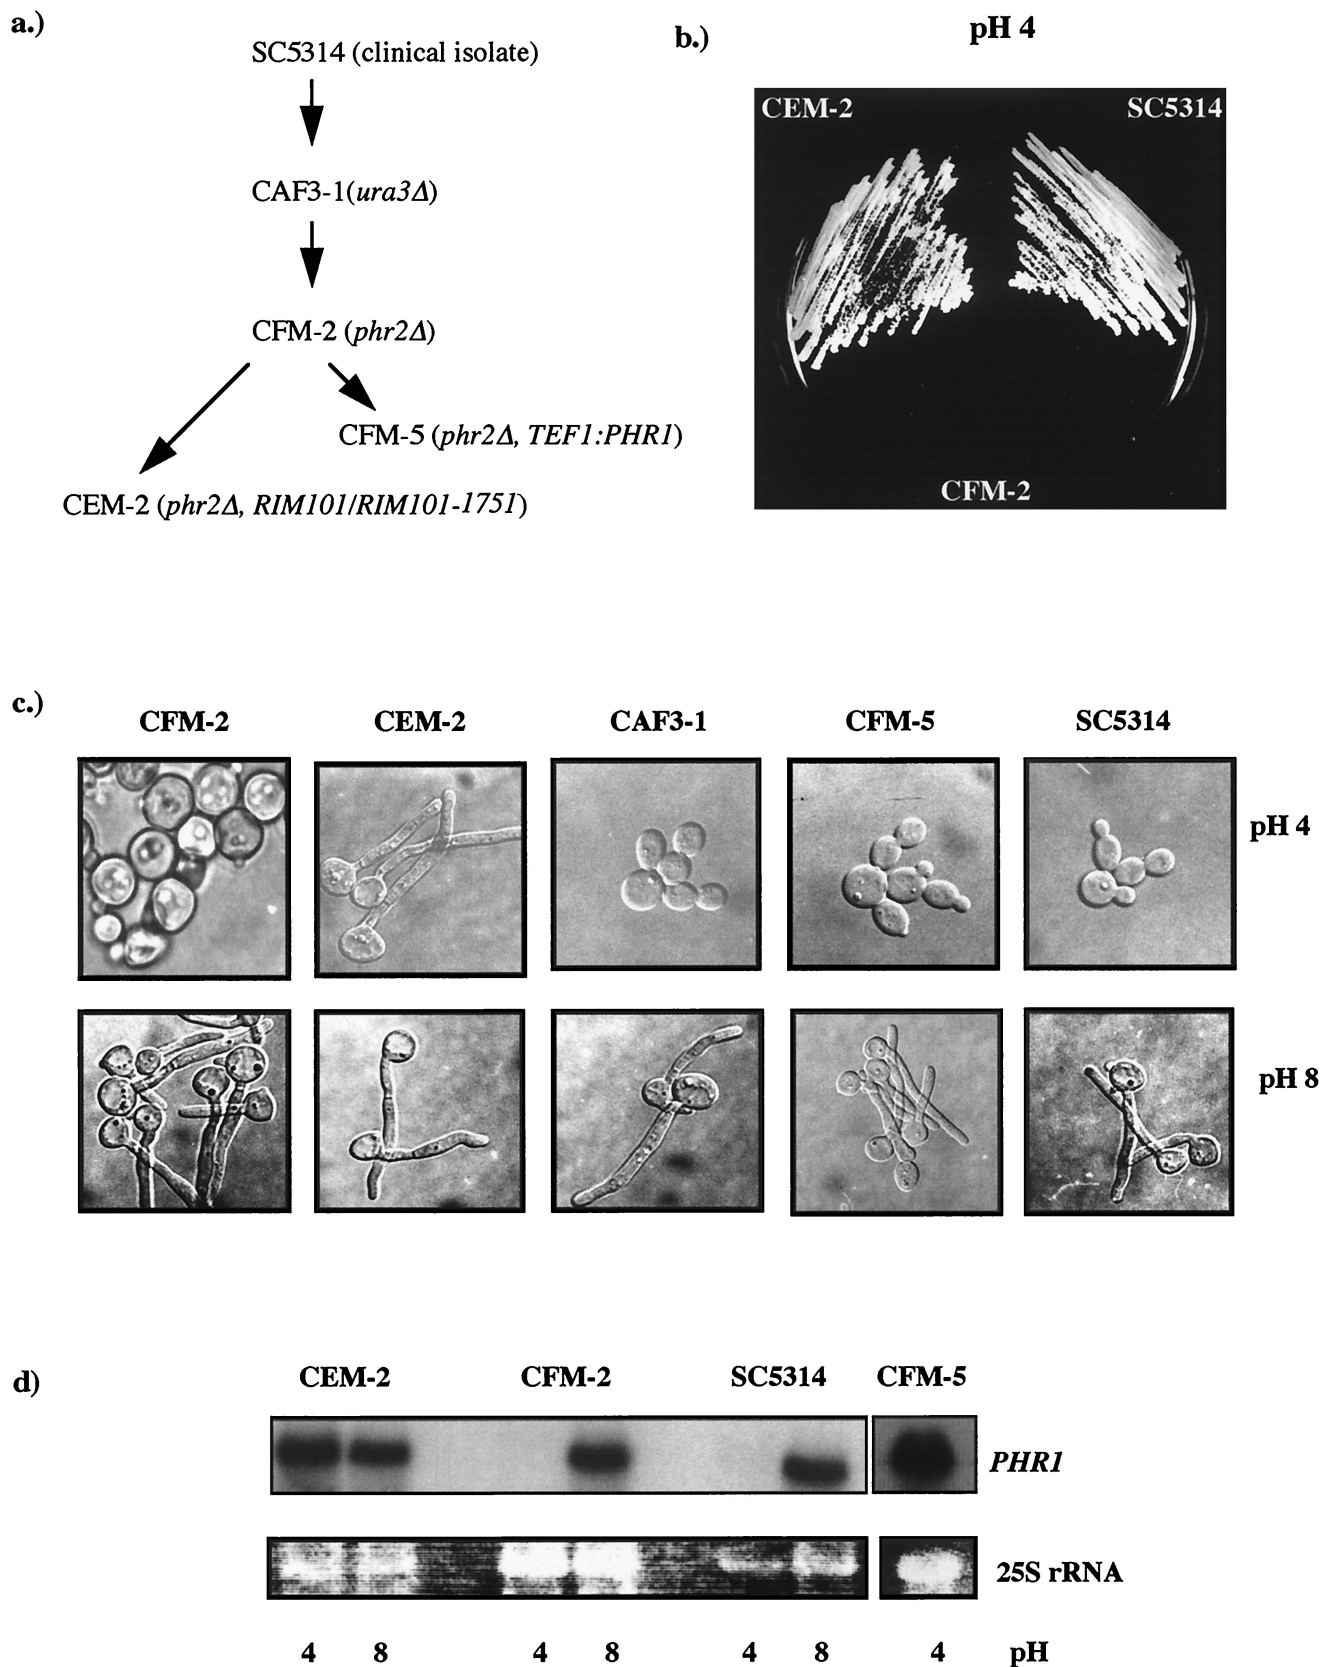 a.)
SC5314 (clinical isolate)
CAF3-1(ura3Δ)
CFM-2 (phr2Δ)
CFM-5 (phr2Δ, TEF1:PHR1)
CEM-2 (phr2Δ, RIM101/RIM101-1751)
b.)
pH 4
CEM-2 SC5314
CFM-2
c.)
CFM-2 CEM-2 CAF3-1 CFM-5 SC5314
pH 4
pH 8
d)
CEM-2 CFM-2 SC5314 CFM-5
PHR1
25S rRNA
4 8 4 8 4 8 4 pH